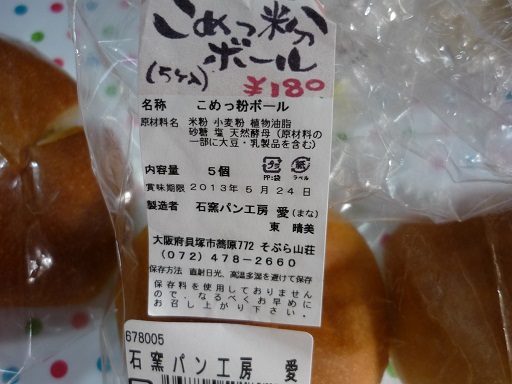 こめっ粉
ボール
(5ケ入)
¥180
名称 こめっ粉ボール
原材料名 米粉 小麦粉 植物油脂
砂糖 塩 天然酵母 (原材料の
一部に大豆・乳製品を含む)
内容量 5個
PP:袋 紙 ラベル
賞味期限 2013年 5月 24日
製造者 石窯パン工房 愛(まな)
東 晴美
大阪府貝塚市蕎原772 そぶら山荘
(072) 478-2660
保存方法 直射日光、高温多湿を避けて保存
保存料を使用しておりません
ので、なるべくお早めに
お召し上がり下さい。
678005
石窯パン工房 愛